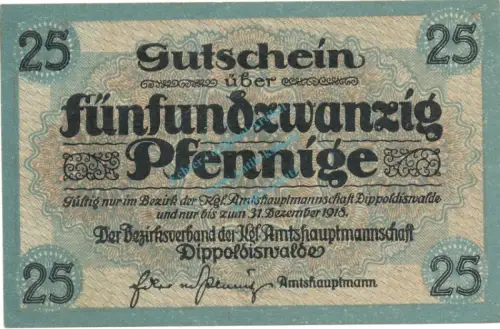 25 25
Gutschein
über
fünfundzwanzig
Pfennige
Gültig nur im Bezirk der Kgl. Amtshauptmannschaft Dippoldiswalde
und nur bis zum 31. Dezember 1918.
Der Bezirksverband der Kgl. Amtshauptmannschaft
Dippoldiswalde
Amtshauptmann
25 25